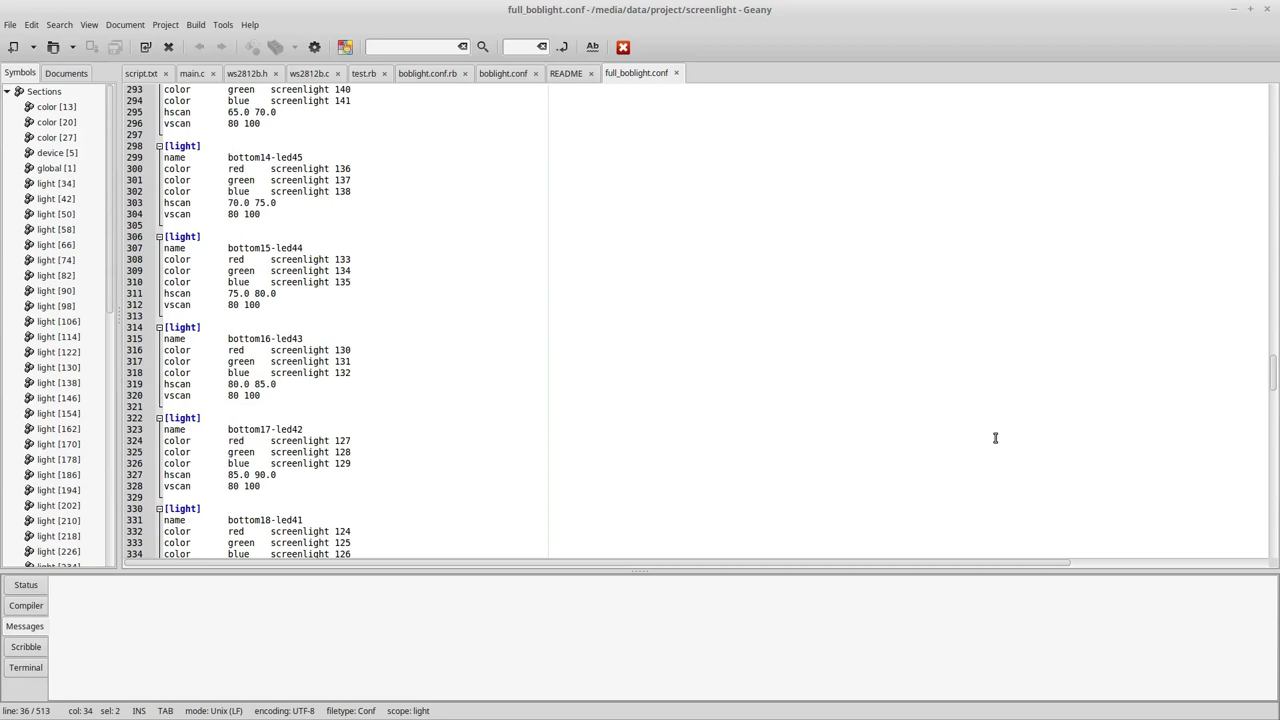 full_boblight.conf - /media/data/project/screenlight - Geany
File Edit Search View Document Project Build Tools Help
Symbols Documents script.txt main.c ws2812b.h ws2812b.c test.rb boblight.conf.rb boblight.conf README full_boblight.conf
Sections
color [13]
color [20]
color [27]
device [5]
global [1]
light [34]
light [42]
light [50]
light [58]
light [66]
light [74]
light [82]
light [90]
light [98]
light [106]
light [114]
light [122]
light [130]
light [138]
light [146]
light [154]
light [162]
light [170]
light [178]
light [186]
light [194]
light [202]
light [210]
light [218]
light [226]
light [234]
293 color green screenlight 140
294 color blue screenlight 141
295 hscan 65.0 70.0
296 vscan 80 100
297
298 [light]
299 name bottom14-led45
300 color red screenlight 136
301 color green screenlight 137
302 color blue screenlight 138
303 hscan 70.0 75.0
304 vscan 80 100
305
306 [light]
307 name bottom15-led44
308 color red screenlight 133
309 color green screenlight 134
310 color blue screenlight 135
311 hscan 75.0 80.0
312 vscan 80 100
313
314 [light]
315 name bottom16-led43
316 color red screenlight 130
317 color green screenlight 131
318 color blue screenlight 132
319 hscan 80.0 85.0
320 vscan 80 100
321
322 [light]
323 name bottom17-led42
324 color red screenlight 127
325 color green screenlight 128
326 color blue screenlight 129
327 hscan 85.0 90.0
328 vscan 80 100
329
330 [light]
331 name bottom18-led41
332 color red screenlight 124
333 color green screenlight 125
334 color blue screenlight 126
Status
Compiler
Messages
Scribble
Terminal
line: 36 / 513 col: 34 sel: 2 INS TAB mode: Unix (LF) encoding: UTF-8 filetype: Conf scope: light